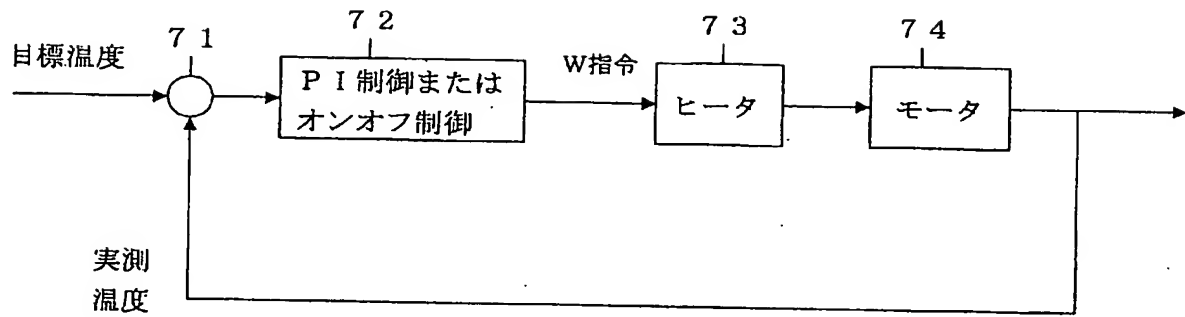 目標温度
７１
７２
ＰＩ制御または
オンオフ制御
W指令
７３
ヒータ
７４
モータ
実測
温度